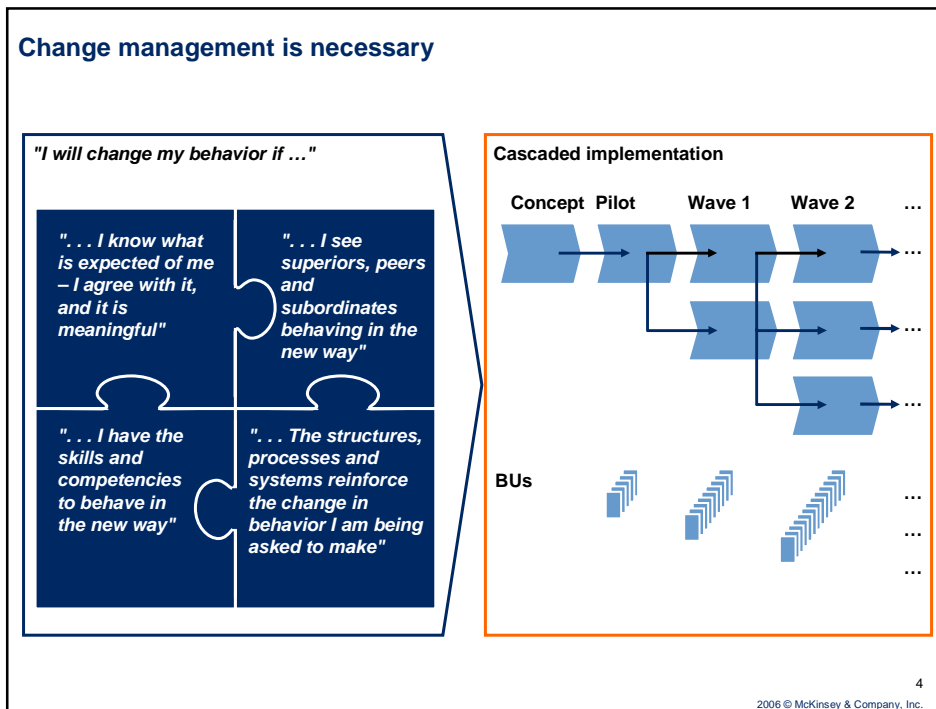 Change management is necessary
"I will change my behavior if …"
". . . I know what
is expected of me
– I agree with it,
and it is
meaningful"
". . . I see
superiors, peers
and
subordinates
behaving in the
new way"
". . . I have the
skills and
competencies
to behave in
the new way"
". . . The structures,
processes and
systems reinforce
the change in
behavior I am being
asked to make"
Cascaded implementation
Concept Pilot Wave 1 Wave 2 …
…
…
…
BUs
…
…
…
4
2006 © McKinsey & Company, Inc.